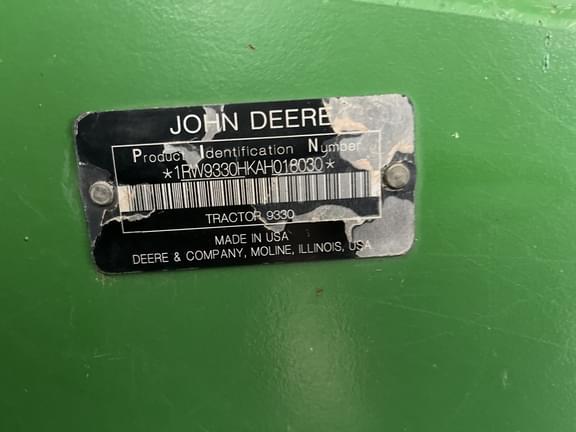 JOHN DEERE
Product Identification Number
*1RW9330HKAH018030*
TRACTOR 9330
MADE IN USA
DEERE & COMPANY, MOLINE, ILLINOIS, USA